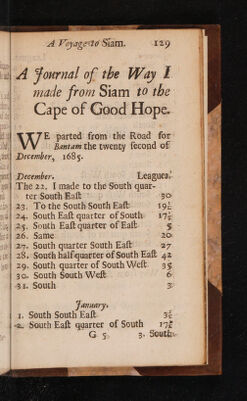 A Voyage to Siam. 129
A Journal of the Way I
made from Siam to the
Cape of Good Hope.
WE parted from the Road for
Bantam the twenty second of
December, 1685.
December. Leagues.
The 22. I made to the South quar-
ter South East 30
23. To the South South East 19½
24. South East quarter of South 17½
25. South East quarter of East 5
26. Same 20
27. South quarter South East 27
28. South half quarter of South East 42
29. South quarter of South West 35
30. South South West 6
31. South 3
January.
1. South South East 3½
2. South East quarter of South 17½
G 5 3. South